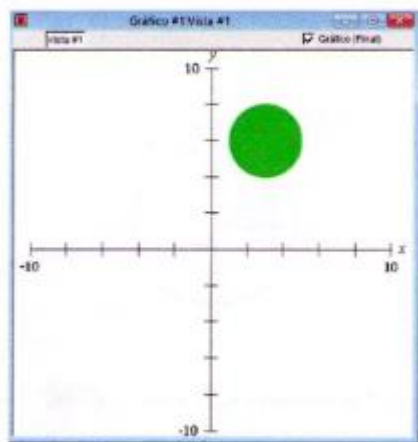 Gráfico #1 Vista #1
Vista #1
Gráfico (Final)
y
10
-10
10
x
-10